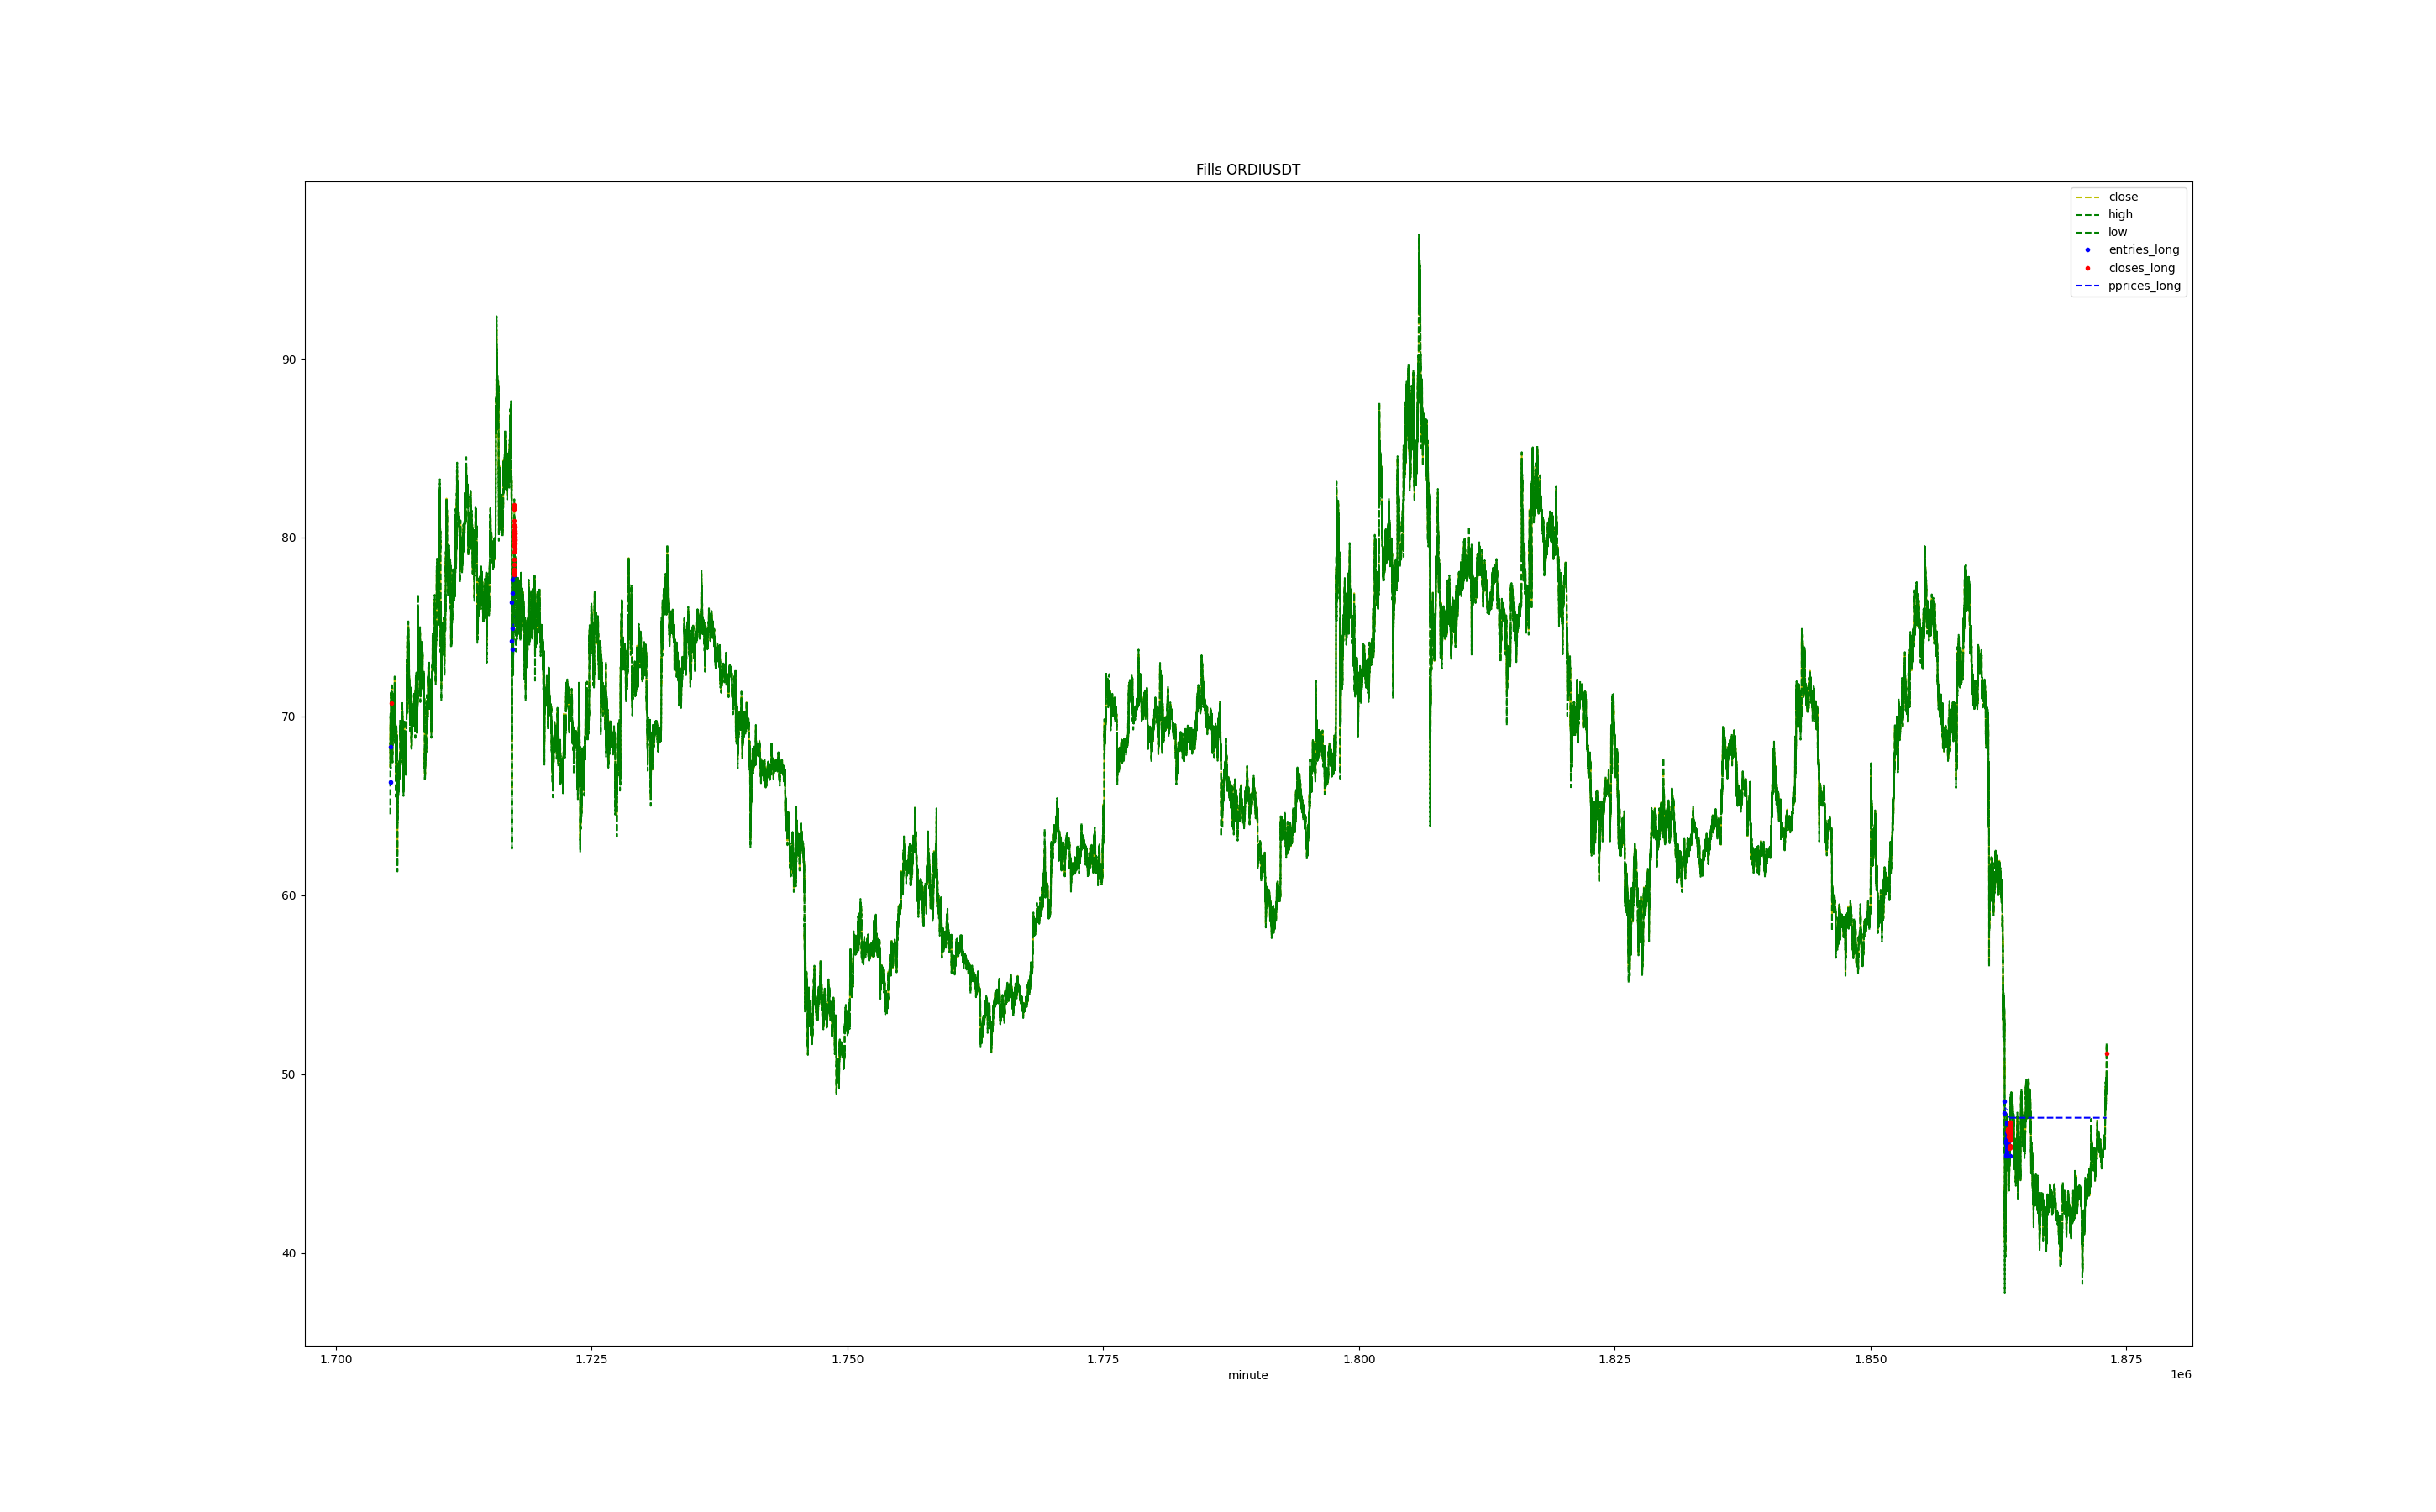 Fills ORDIUSDT
close
high
low
entries_long
closes_long
pprices_long
90
80
70
60
50
40
1.700 1.725 1.750 1.775 1.800 1.825 1.850 1.875
minute 1e6